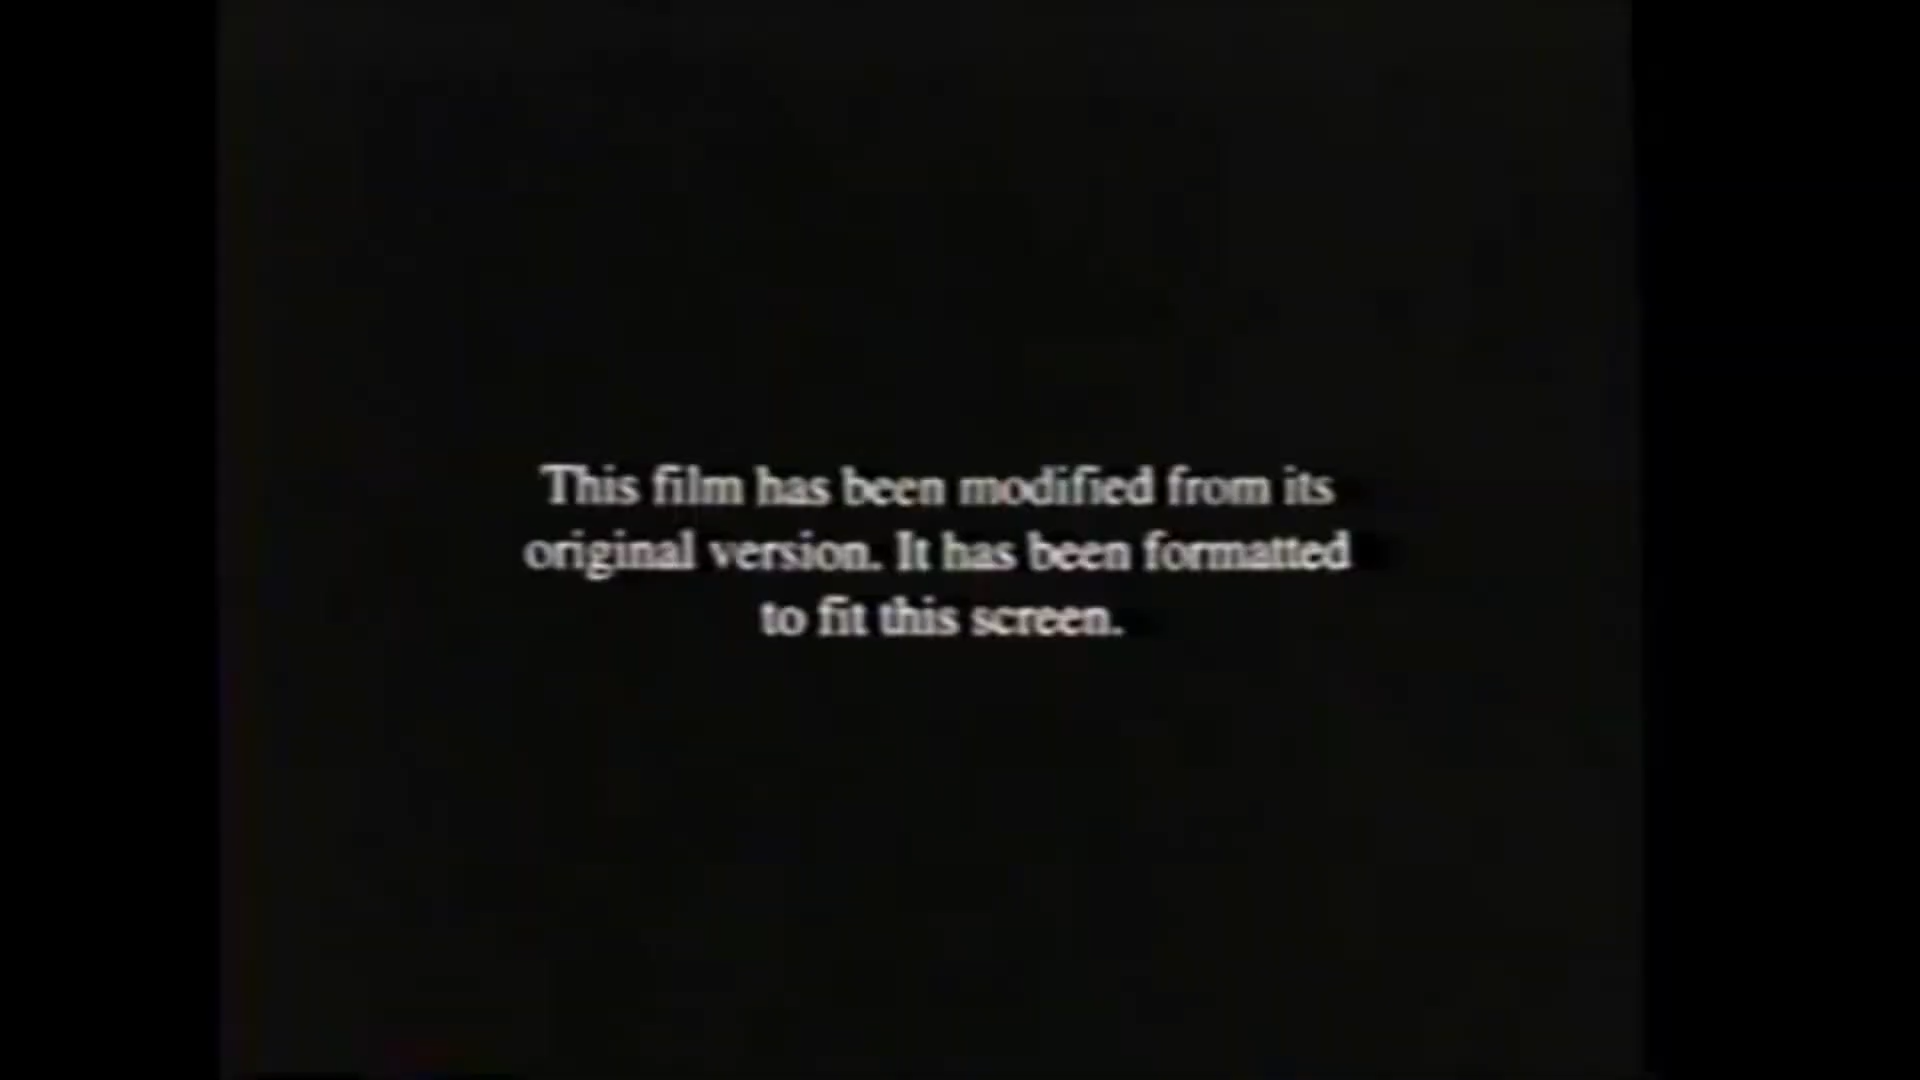 This film has been modified from its
original version. It has been formatted
to fit this screen.